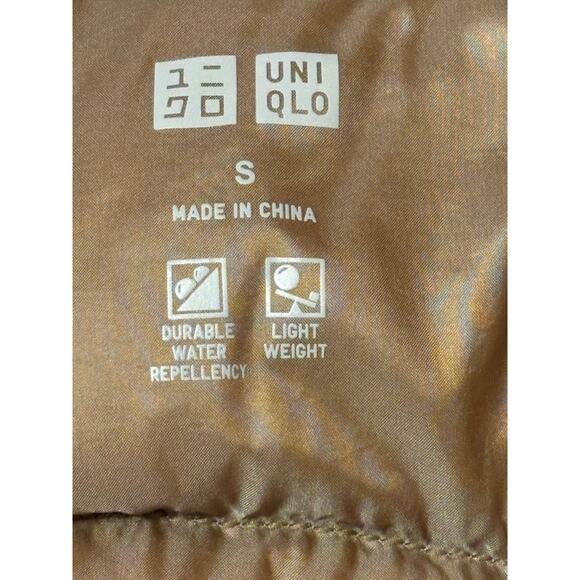 ユニ UNI
クロ QLO
S
MADE IN CHINA
DURABLE LIGHT
WATER WEIGHT
REPELLENCY